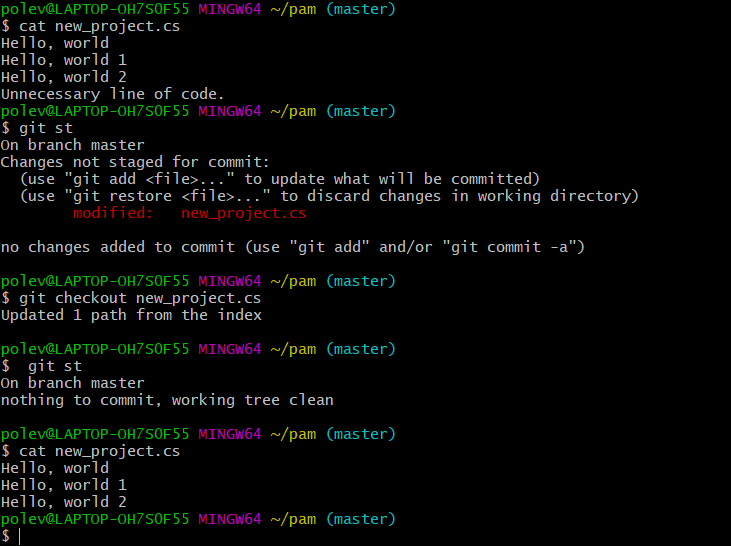 polev@LAPTOP-OH7SOF55 MINGW64 ~/pam (master)
$ cat new_project.cs
Hello, world
Hello, world 1
Hello, world 2
Unnecessary line of code.
polev@LAPTOP-OH7SOF55 MINGW64 ~/pam (master)
$ git st
On branch master
Changes not staged for commit:
  (use "git add <file>..." to update what will be committed)
  (use "git restore <file>..." to discard changes in working directory)
        modified:   new_project.cs

no changes added to commit (use "git add" and/or "git commit -a")

polev@LAPTOP-OH7SOF55 MINGW64 ~/pam (master)
$ git checkout new_project.cs
Updated 1 path from the index

polev@LAPTOP-OH7SOF55 MINGW64 ~/pam (master)
$  git st
On branch master
nothing to commit, working tree clean

polev@LAPTOP-OH7SOF55 MINGW64 ~/pam (master)
$ cat new_project.cs
Hello, world
Hello, world 1
Hello, world 2
polev@LAPTOP-OH7SOF55 MINGW64 ~/pam (master)
$